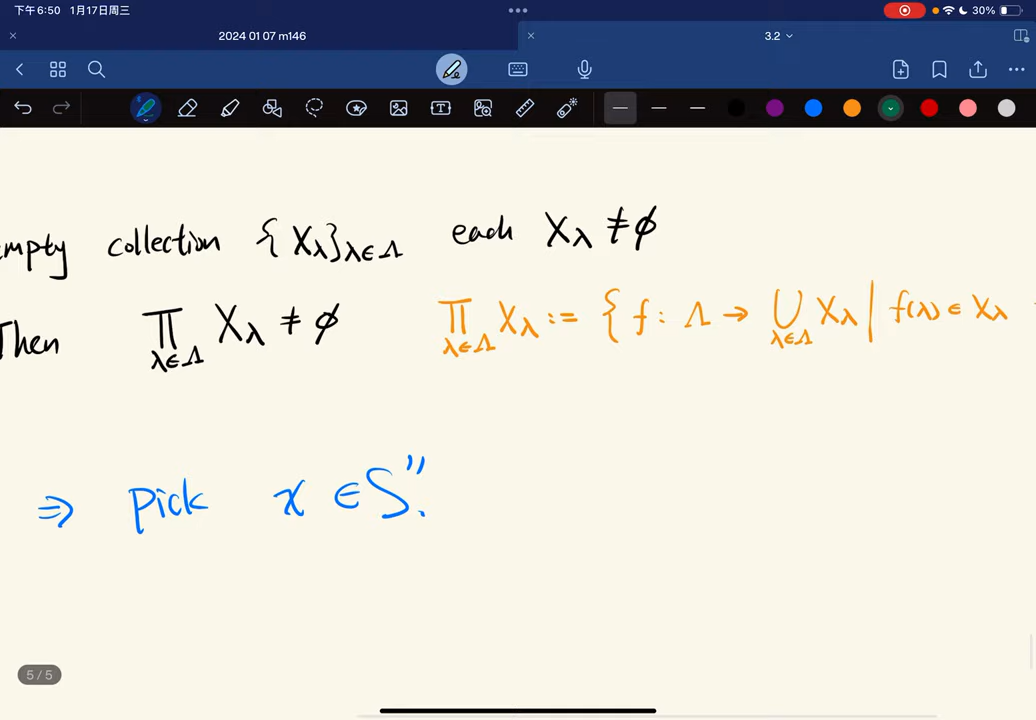 下午6:50 1月17日周三
30%
2024 01 07 m146
3.2
empty collection {Xλ}λ∈Λ each Xλ ≠ ϕ
Then ∏λ∈Λ Xλ ≠ ϕ
∏λ∈Λ Xλ := { f : Λ → ∪λ∈Λ Xλ | f(λ) ∈ Xλ
⇒ pick x ∈ S."
5/5